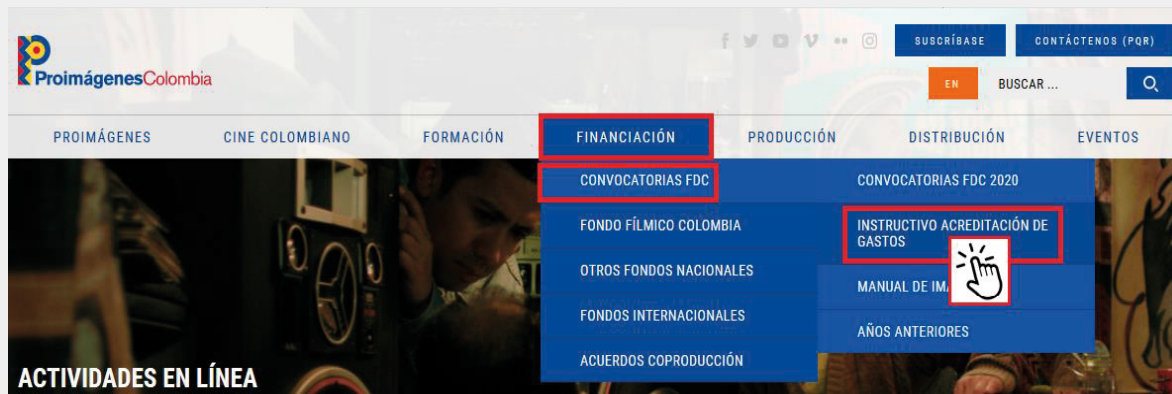 SUSCRÍBASE
CONTÁCTENOS (PQR)
ProimágenesColombia
EN
BUSCAR ...
PROIMÁGENES
CINE COLOMBIANO
FORMACIÓN
FINANCIACIÓN
PRODUCCIÓN
DISTRIBUCIÓN
EVENTOS
CONVOCATORIAS FDC
FONDO FÍLMICO COLOMBIA
OTROS FONDOS NACIONALES
FONDOS INTERNACIONALES
ACUERDOS COPRODUCCIÓN
CONVOCATORIAS FDC 2020
INSTRUCTIVO ACREDITACIÓN DE
GASTOS
MANUAL DE
AÑOS ANTERIORES
ACTIVIDADES EN LÍNEA